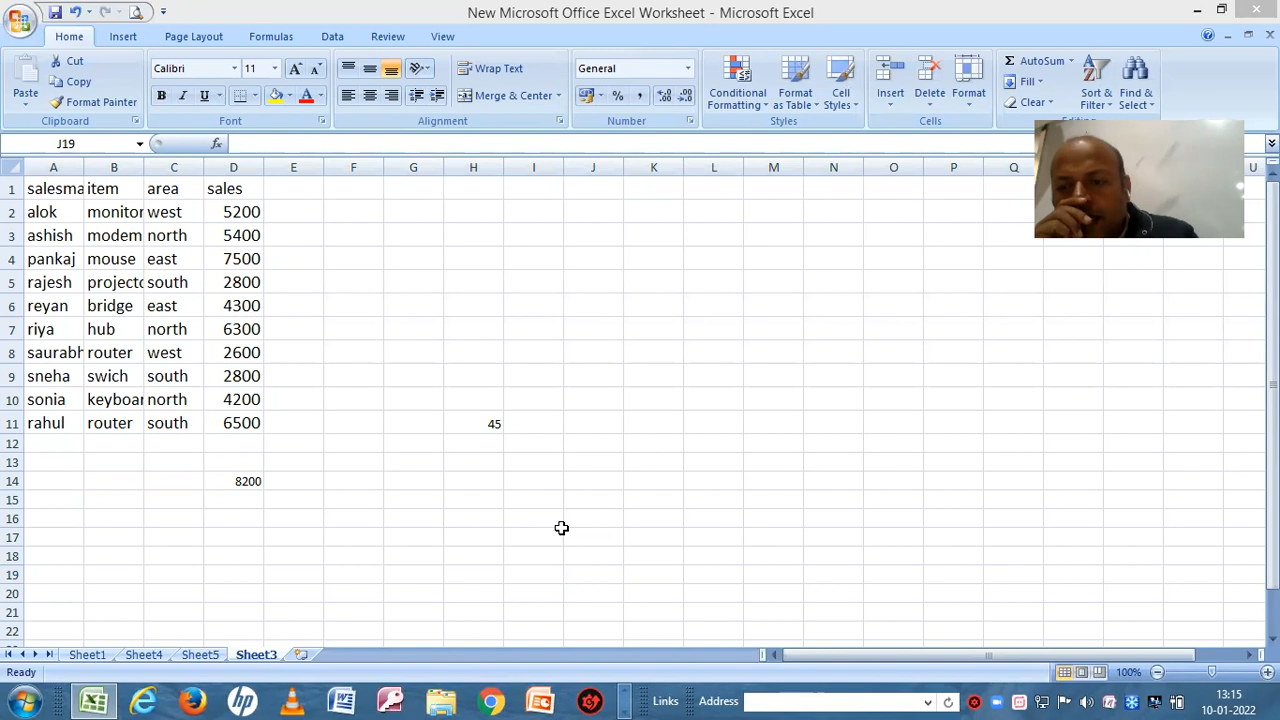 New Microsoft Office Excel Worksheet - Microsoft Excel
Home Insert Page Layout Formulas Data Review View
Paste Cut Calibri 11 Wrap Text General Conditional Formatting Format as Table Cell Styles Insert Delete Format AutoSum Sort & Filter Find & Select
Copy Fill
Format Painter B I U A Merge & Center % , Clear
Clipboard Font Alignment Number Styles Cells Editing
J19 fx
A B C D E F G H I J K L M N O P Q U
1 salesma item area sales
2 alok monitor west 5200
3 ashish modem north 5400
4 pankaj mouse east 7500
5 rajesh projecto south 2800
6 reyan bridge east 4300
7 riya hub north 6300
8 saurabh router west 2600
9 sneha swich south 2800
10 sonia keyboar north 4200
11 rahul router south 6500 45
12
13
14 8200
15
16
17
18
19
20
21
22
Sheet1 Sheet4 Sheet5 Sheet3
Ready 100%
Links Address 13:15
10-01-2022